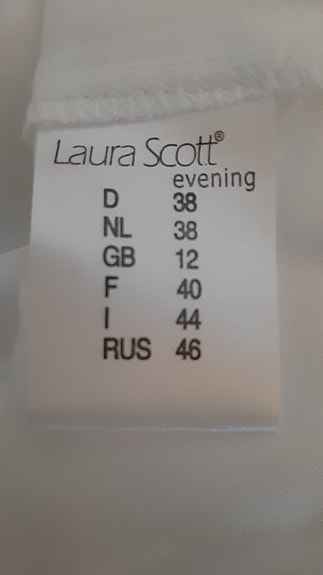 Laura Scott®
evening
D 38
NL 38
GB 12
F 40
I 44
RUS 46